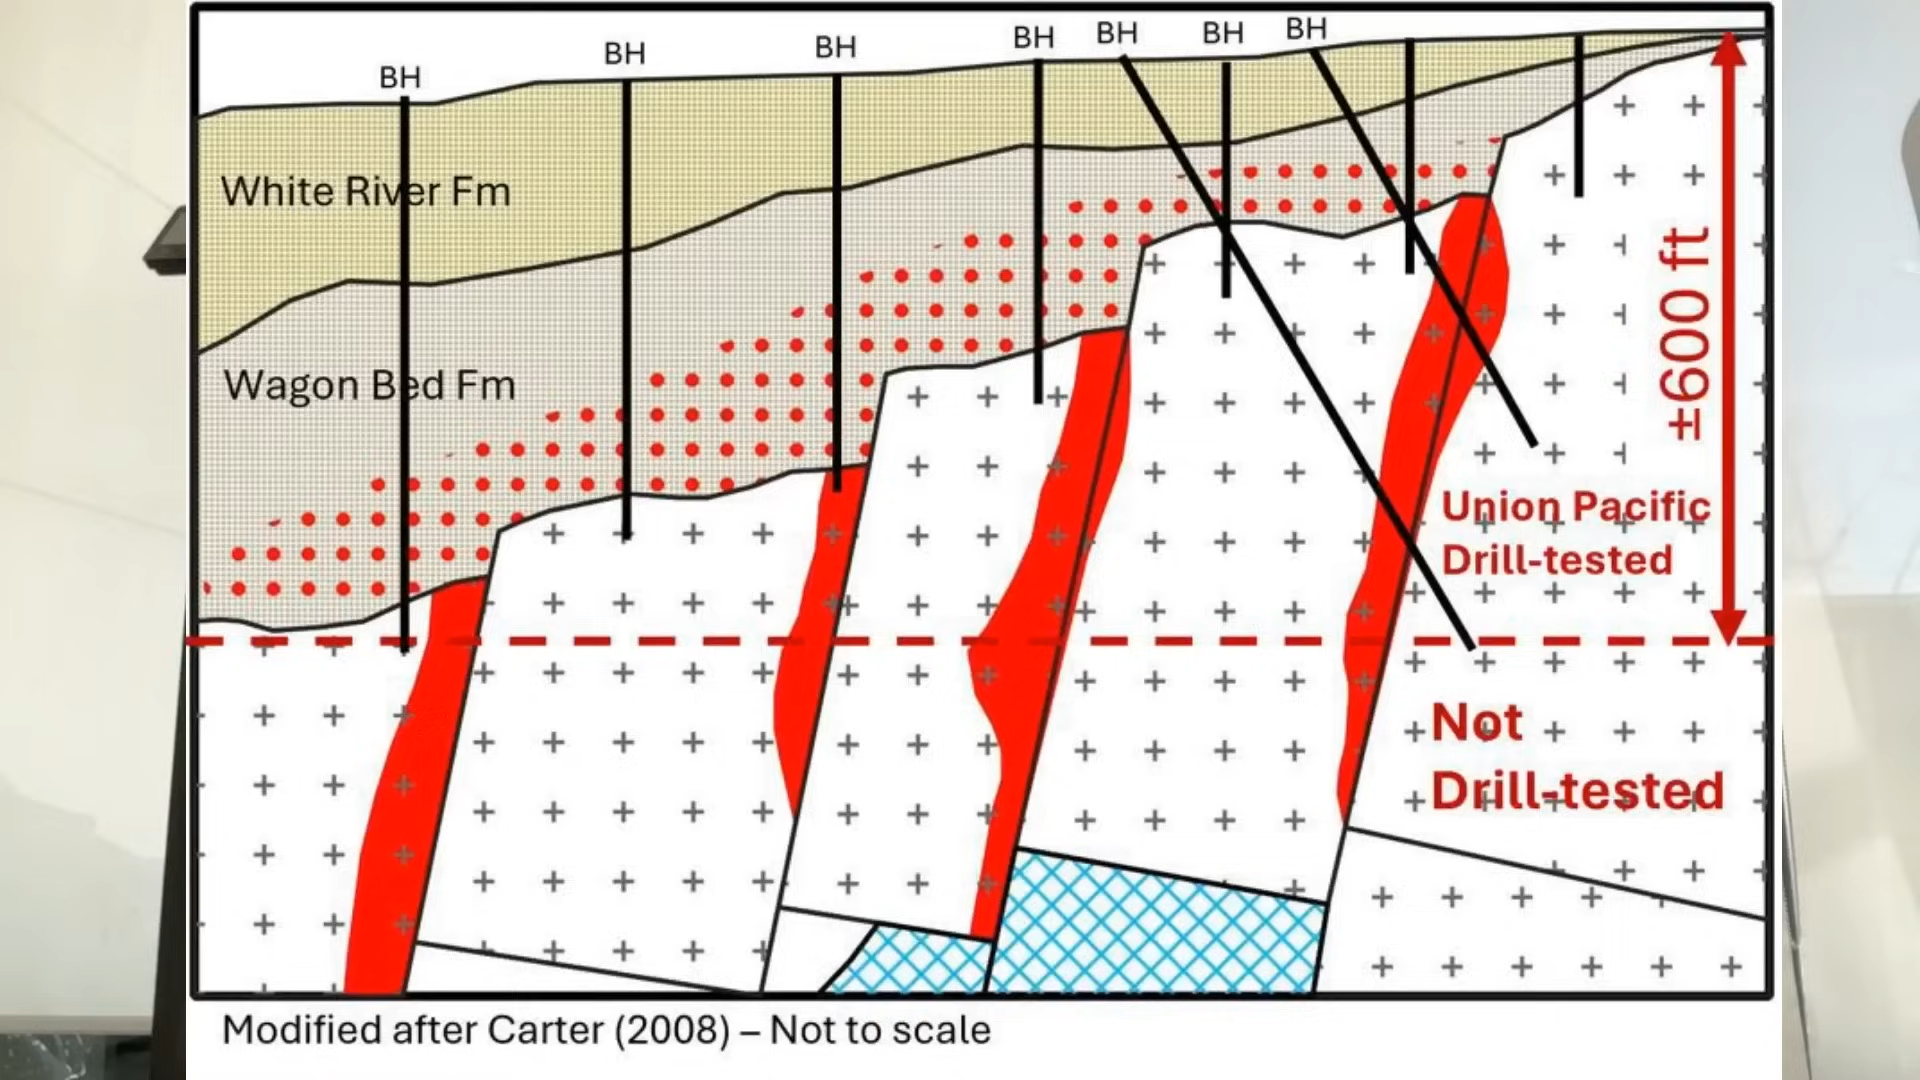 BH
BH
BH
BH
BH
BH
BH
White River Fm
Wagon Bed Fm
±600 ft
Union Pacific
Drill-tested
Not
Drill-tested
Modified after Carter (2008) – Not to scale